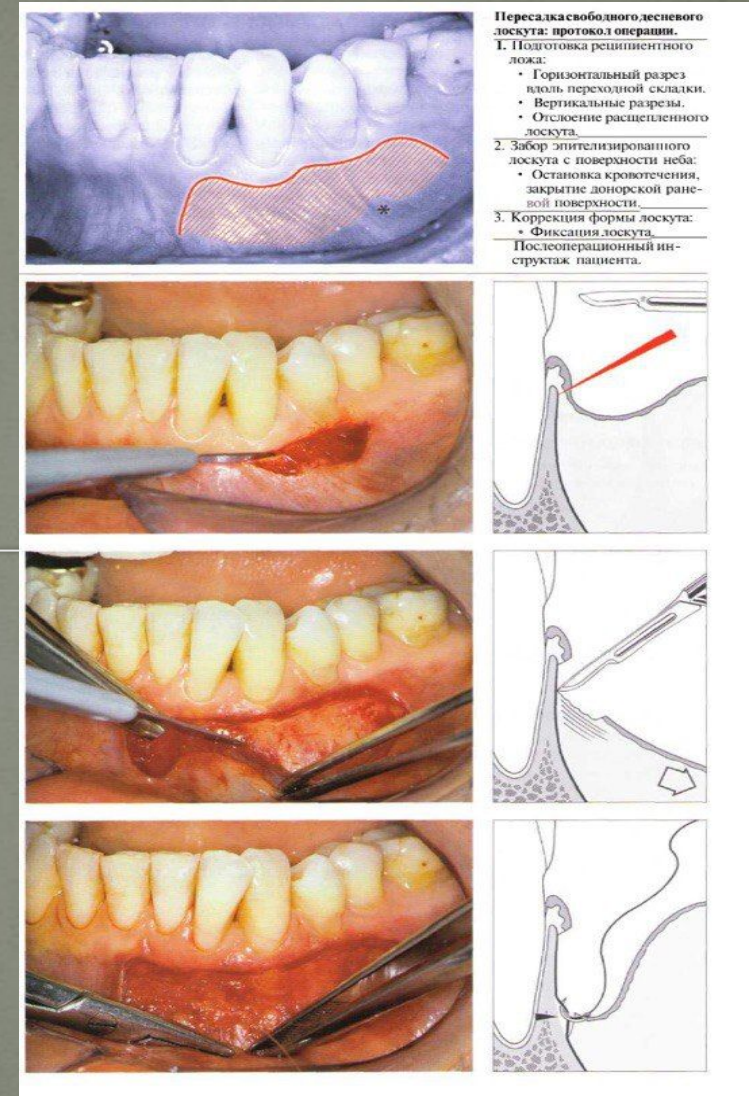 Пересадка свободного десневого
лоскута: протокол операции.
1. Подготовка реципиентного
ложа:
• Горизонтальный разрез
вдоль переходной складки.
• Вертикальные разрезы.
• Отслоение расщепленного
лоскута.
2. Забор эпителизированного
лоскута с поверхности неба:
• Остановка кровотечения,
закрытие донорской ране-
вой поверхности.
3. Коррекция формы лоскута:
• Фиксация лоскута.
Послеоперационный ин-
структаж пациента.
*